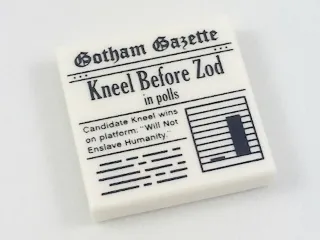 Gotham Gazette
Kneel Before Zod
in polls
Candidate Kneel wins
on platform: "Will Not
Enslave Humanity."